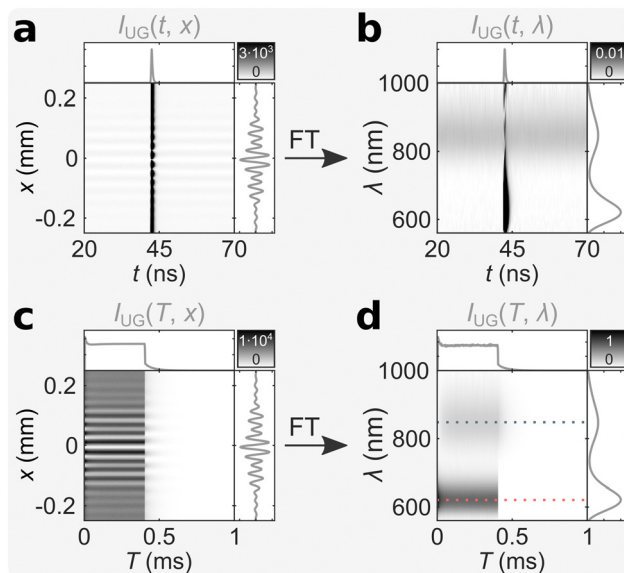 a
I_UG(t, x)
3·10³
0
0.2
0
-0.2
x (mm)
20
45
70
t (ns)
FT
b
I_UG(t, λ)
0.01
0
1000
800
600
λ (nm)
20
45
70
t (ns)
c
I_UG(T, x)
1·10⁴
0
0.2
0
-0.2
x (mm)
0
0.5
1
T (ms)
FT
d
I_UG(T, λ)
1
0
1000
800
600
λ (nm)
0
0.5
1
T (ms)